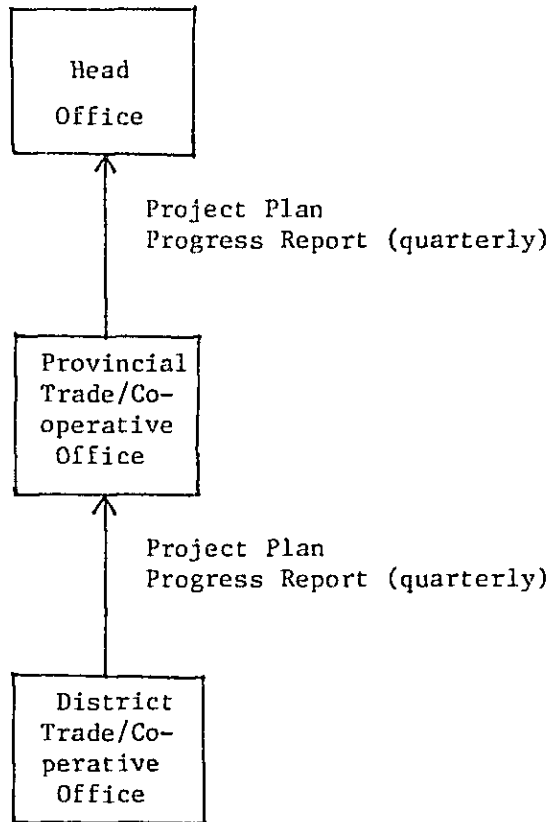 Head
Office
Project Plan
Progress Report (quarterly)
Provincial
Trade/Co-
operative
Office
Project Plan
Progress Report (quarterly)
District
Trade/Co-
perative
Office